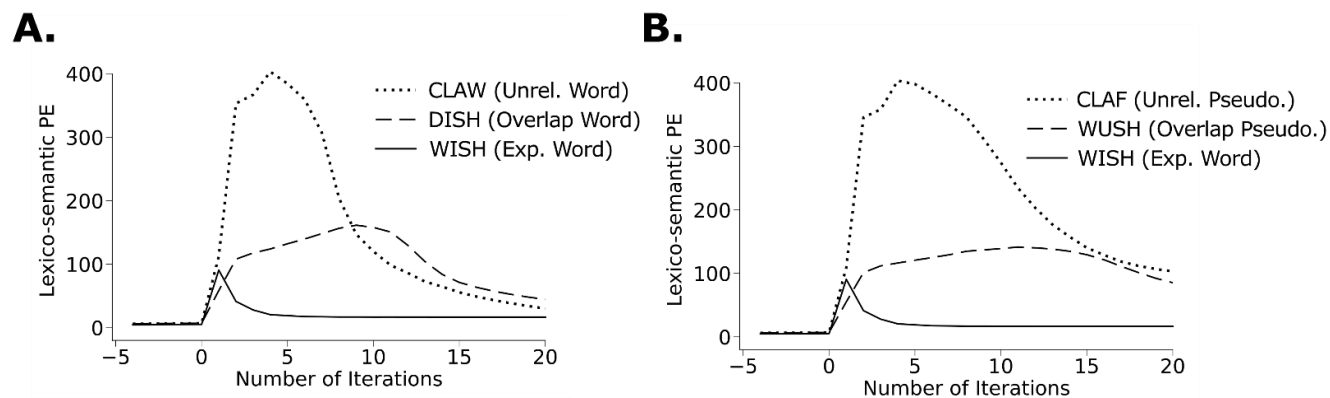 A.
400
300
200
100
0
Lexico-semantic PE
CLAW (Unrel. Word)
DISH (Overlap Word)
WISH (Exp. Word)
−5 0 5 10 15 20
Number of Iterations
B.
400
300
200
100
0
Lexico-semantic PE
CLAF (Unrel. Pseudo.)
WUSH (Overlap Pseudo.)
WISH (Exp. Word)
−5 0 5 10 15 20
Number of Iterations